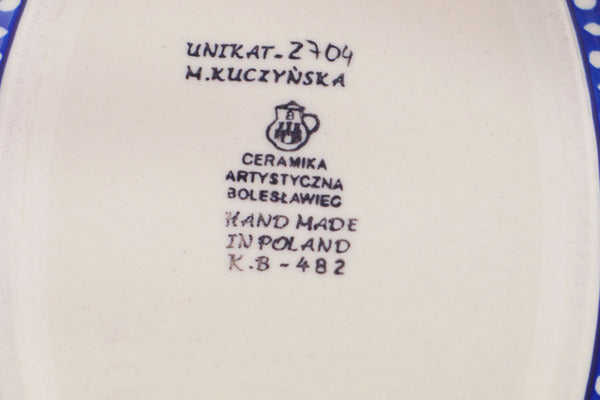 UNIKAT-2704
M.KUCZYŃSKA
B
CERAMIKA
ARTYSTYCZNA
BOLESŁAWIEC
HAND MADE
IN POLAND
K.B-482